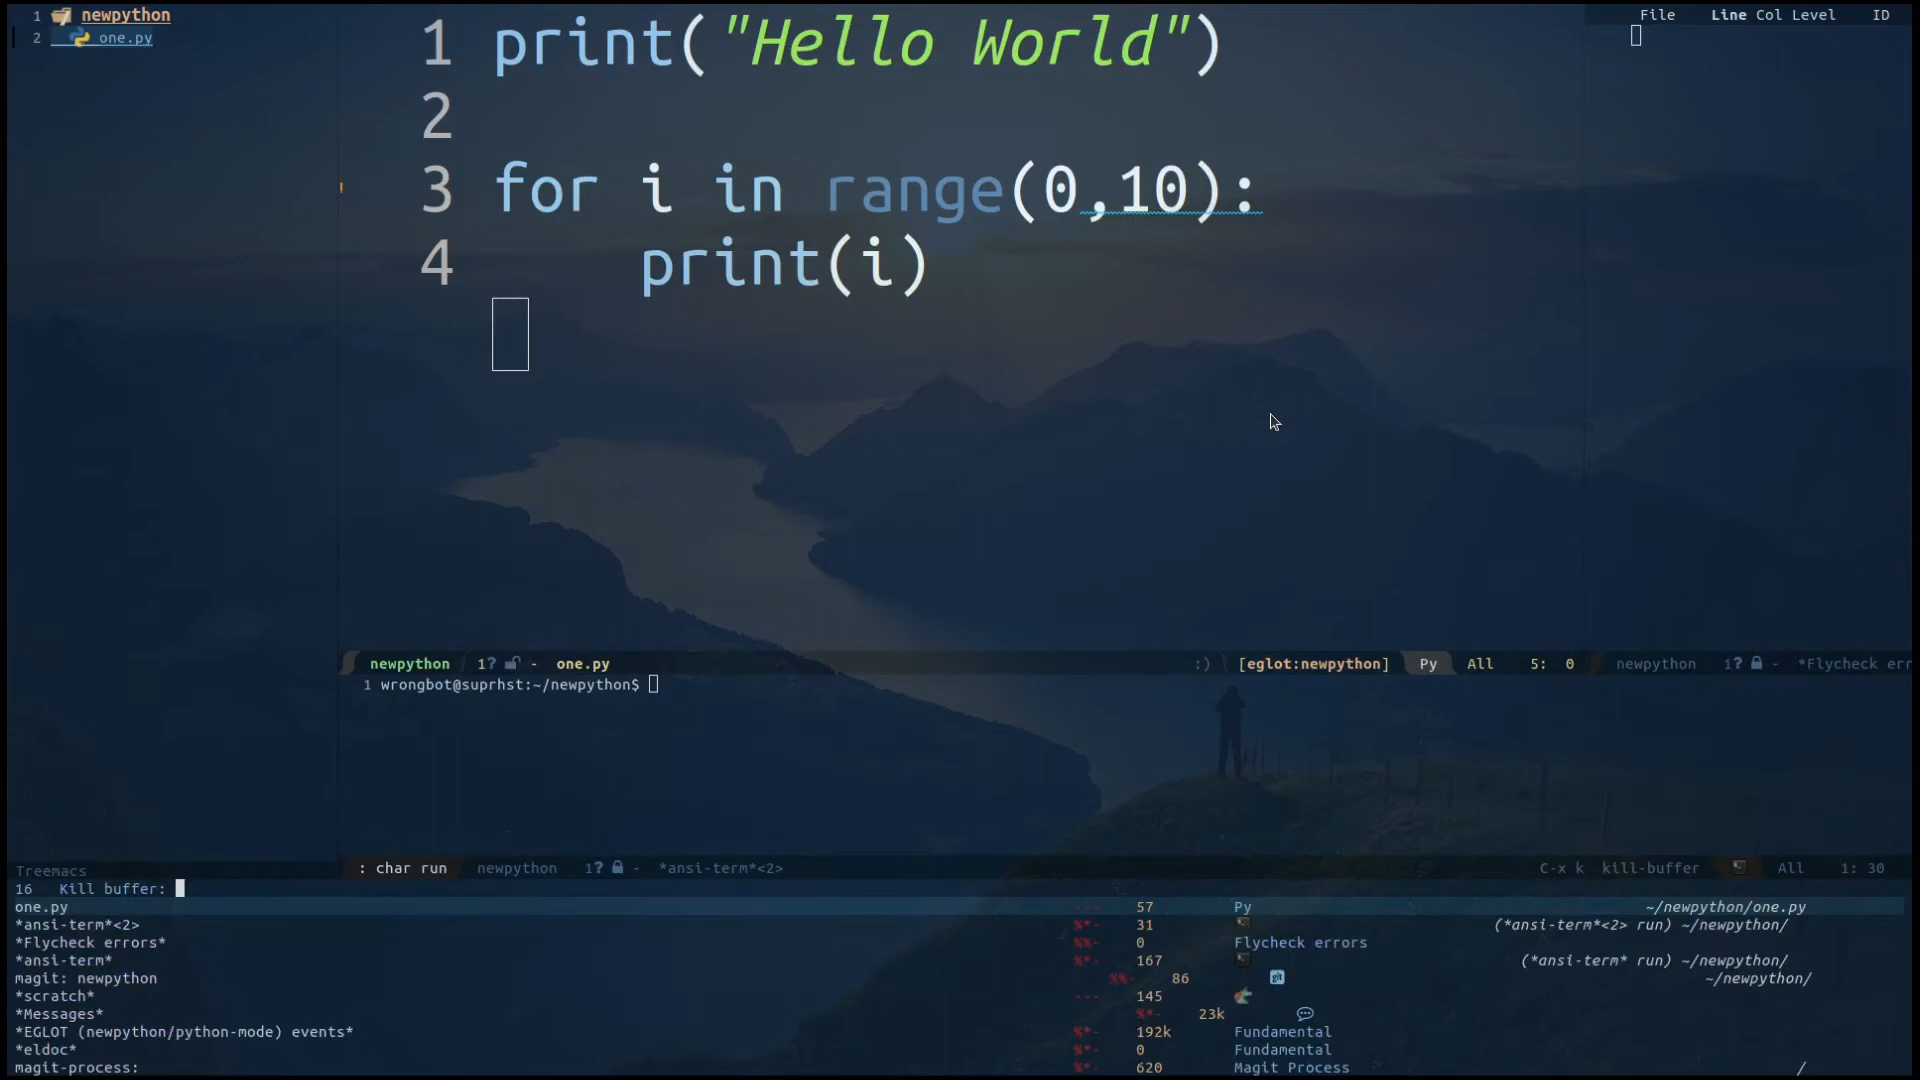 1 newpython
2 one.py
1 print("Hello World")
2
3 for i in range(0,10):
4 print(i)
File Line Col Level ID
newpython 1? - one.py :) [eglot:newpython] Py All 5: 0 newpython 1? - *Flycheck err
1 wrongbot@suprhst:~/newpython$
Treemacs : char run newpython 1? - *ansi-term*<2> C-x k kill-buffer All 1: 30
16 Kill buffer:
one.py --- 57 Py ~/newpython/one.py
*ansi-term*<2> %*- 31 (*ansi-term*<2> run) ~/newpython/
*Flycheck errors* %%- 0 Flycheck errors
*ansi-term* %*- 167 (*ansi-term* run) ~/newpython/
magit: newpython %%- 86 git ~/newpython/
*scratch* --- 145
*Messages* %*- 23k
*EGLOT (newpython/python-mode) events* %*- 192k Fundamental
*eldoc* %*- 0 Fundamental
magit-process: %*- 620 Magit Process /